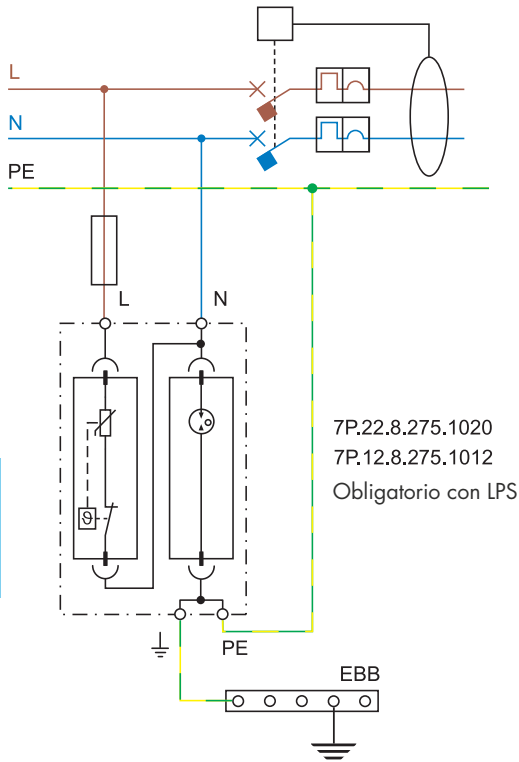 L
N
PE
L
N
7P.22.8.275.1020
7P.12.8.275.1012
Obligatorio con LPS
ϑ
PE
EBB